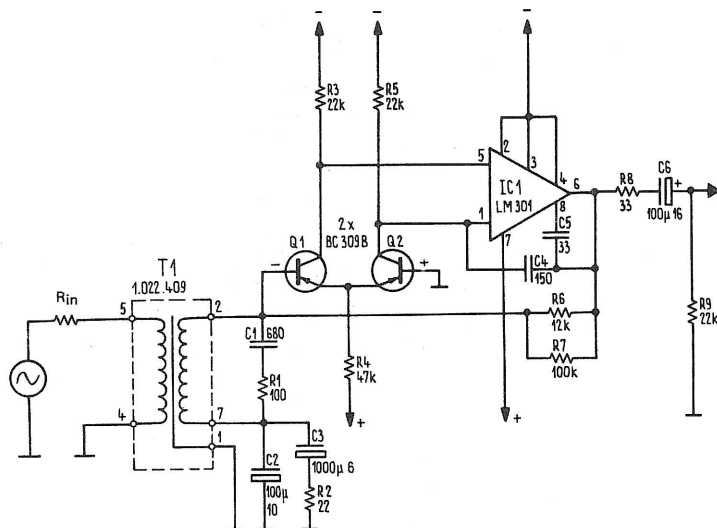 -
-
-
R3
22k
R5
22k
2
3
4
5
6
IC1
LM 301
1
8
7
C5
33
R8
33
C6
+
100µ 16
2x
BC 309 B
Q1
Q2
-
+
C4
150
T1
1.022.409
Rin
5
2
C1
680
R6
12k
R7
100k
R9
22k
R4
47k
+
+
R1
100
4
7
1
C3
1000µ 6
C2
100µ
10
R2
22